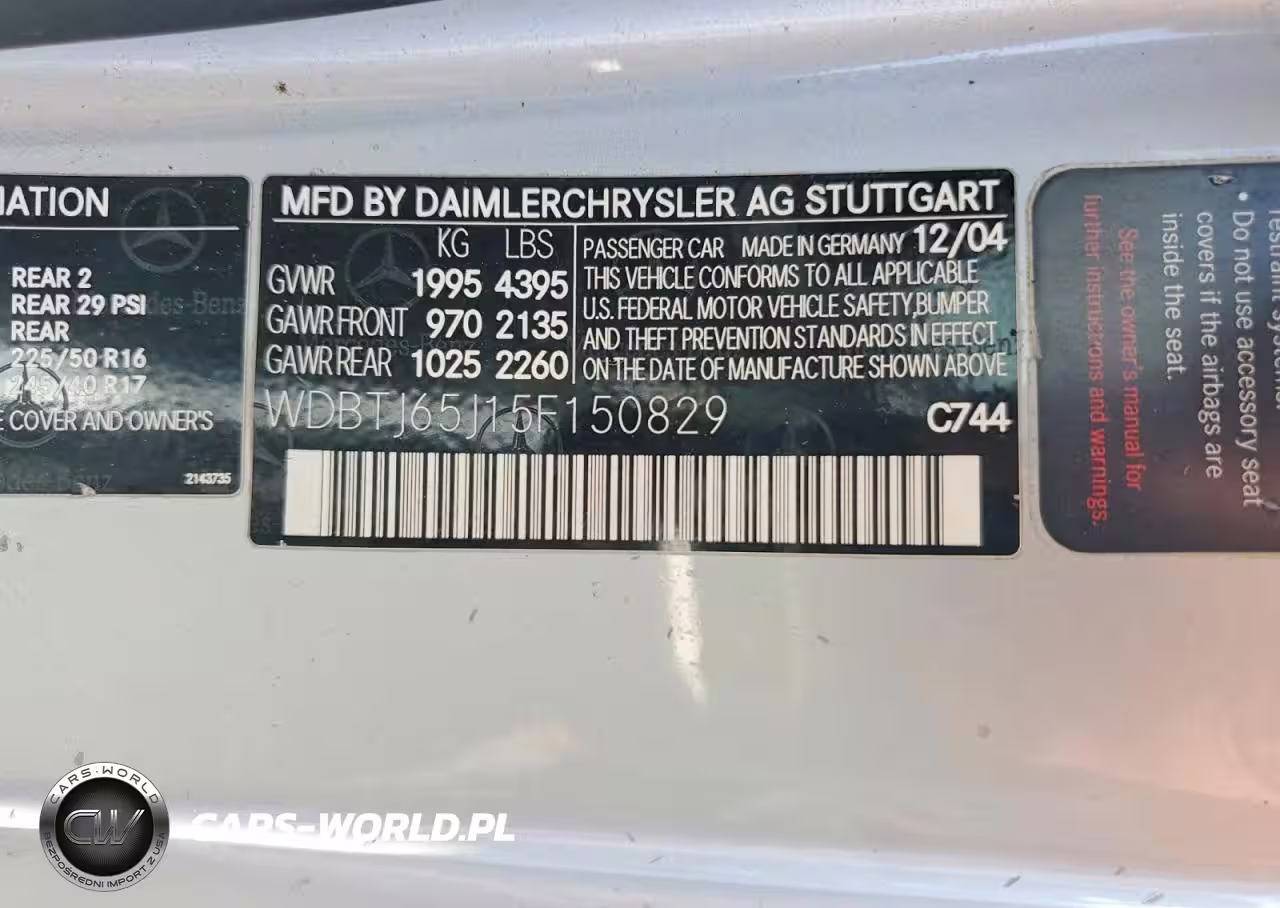 MATION
REAR 2
REAR 29 PSI
REAR
225/50 R16
245/40 R17
E COVER AND OWNER'S
2143735
MFD BY DAIMLERCHRYSLER AG STUTTGART
KG LBS
GVWR 1995 4395
GAWR FRONT 970 2135
GAWR REAR 1025 2260
PASSENGER CAR MADE IN GERMANY 12/04
THIS VEHICLE CONFORMS TO ALL APPLICABLE
U.S. FEDERAL MOTOR VEHICLE SAFETY,BUMPER
AND THEFT PREVENTION STANDARDS IN EFFECT
ON THE DATE OF MANUFACTURE SHOWN ABOVE
WDBTJ65J15F150829
C744
• Do not use accessory seat
covers if the airbags are
inside the seat.
See the owner's manual for
further instructions and warnings.
CARS-WORLD
CW
BEZPOŚREDNI IMPORT Z USA
CARS-WORLD.PL